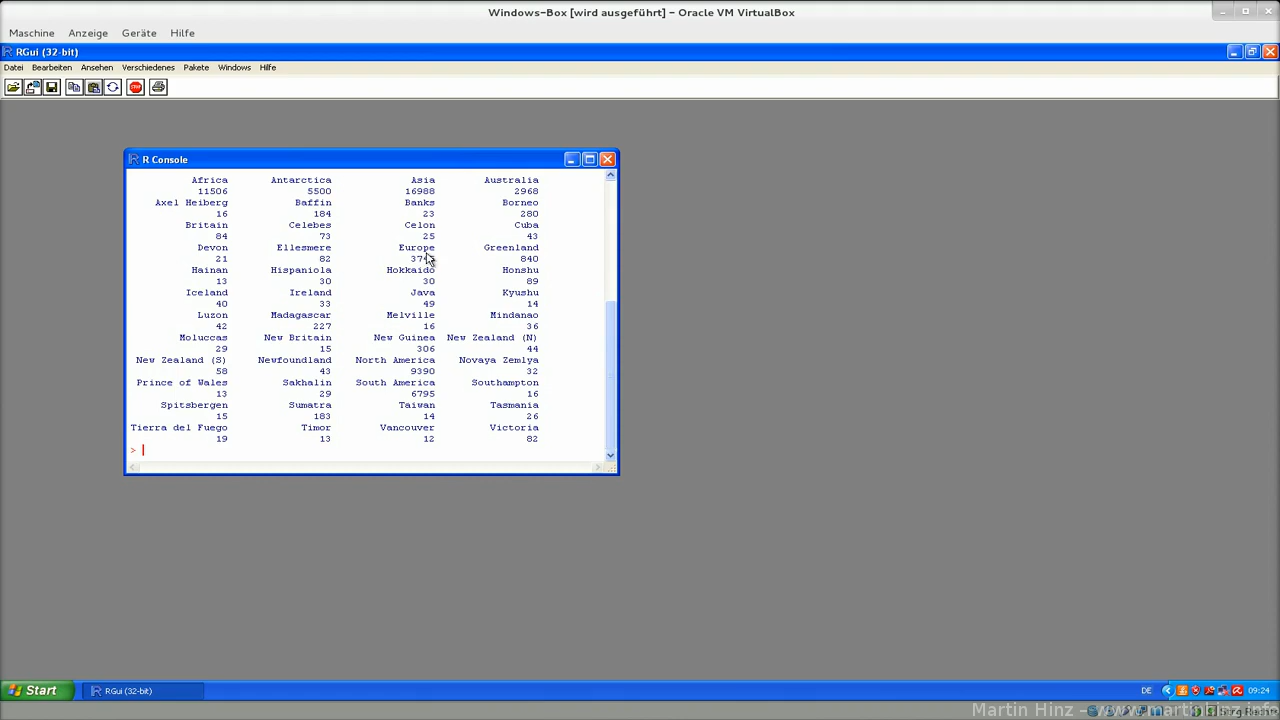 Windows-Box [wird ausgeführt] – Oracle VM VirtualBox
Maschine Anzeige Geräte Hilfe
RGui (32-bit)
Datei Bearbeiten Ansehen Verschiedenes Pakete Windows Hilfe
STOP
R Console
Africa Antarctica Asia Australia
11506 5500 16988 2968
Axel Heiberg Baffin Banks Borneo
16 184 23 280
Britain Celebes Celon Cuba
84 73 25 43
Devon Ellesmere Europe Greenland
21 82 840
Hainan Hispaniola Hokkaido Honshu
13 30 30 89
Iceland Ireland Java Kyushu
40 33 49 14
Luzon Madagascar Melville Mindanao
42 227 16 36
Moluccas New Britain New Guinea New Zealand (N)
29 15 306 44
New Zealand (S) Newfoundland North America Novaya Zemlya
58 43 9390 32
Prince of Wales Sakhalin South America Southampton
13 29 6795 16
Spitsbergen Sumatra Taiwan Tasmania
15 183 14 26
Tierra del Fuego Timor Vancouver Victoria
19 13 12 82
>
Start RGui (32-bit) DE 09:24
Martin Hinz - www.martinhinz.info